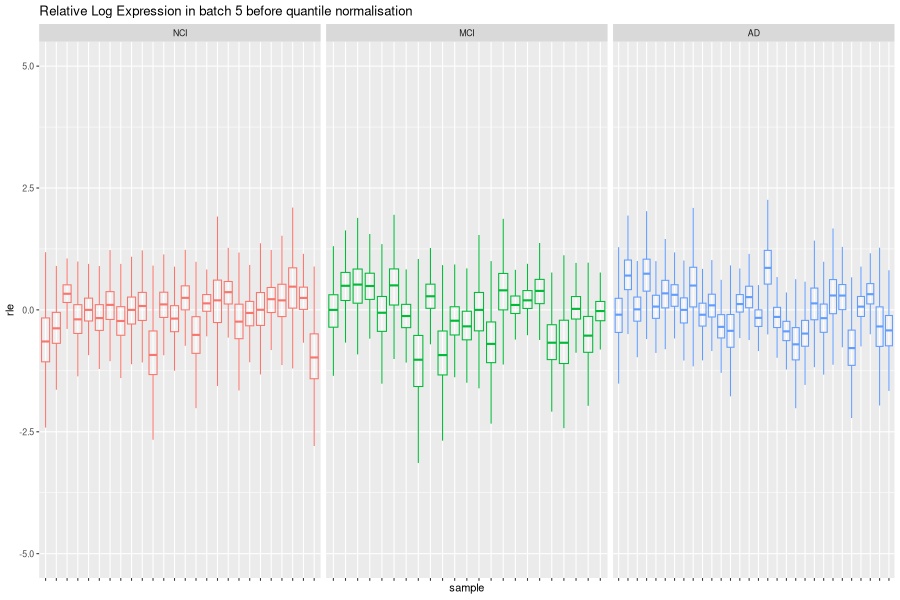 Relative Log Expression in batch 5 before quantile normalisation
NCI
MCI
AD
5.0
2.5
0.0
-2.5
-5.0
rle
sample